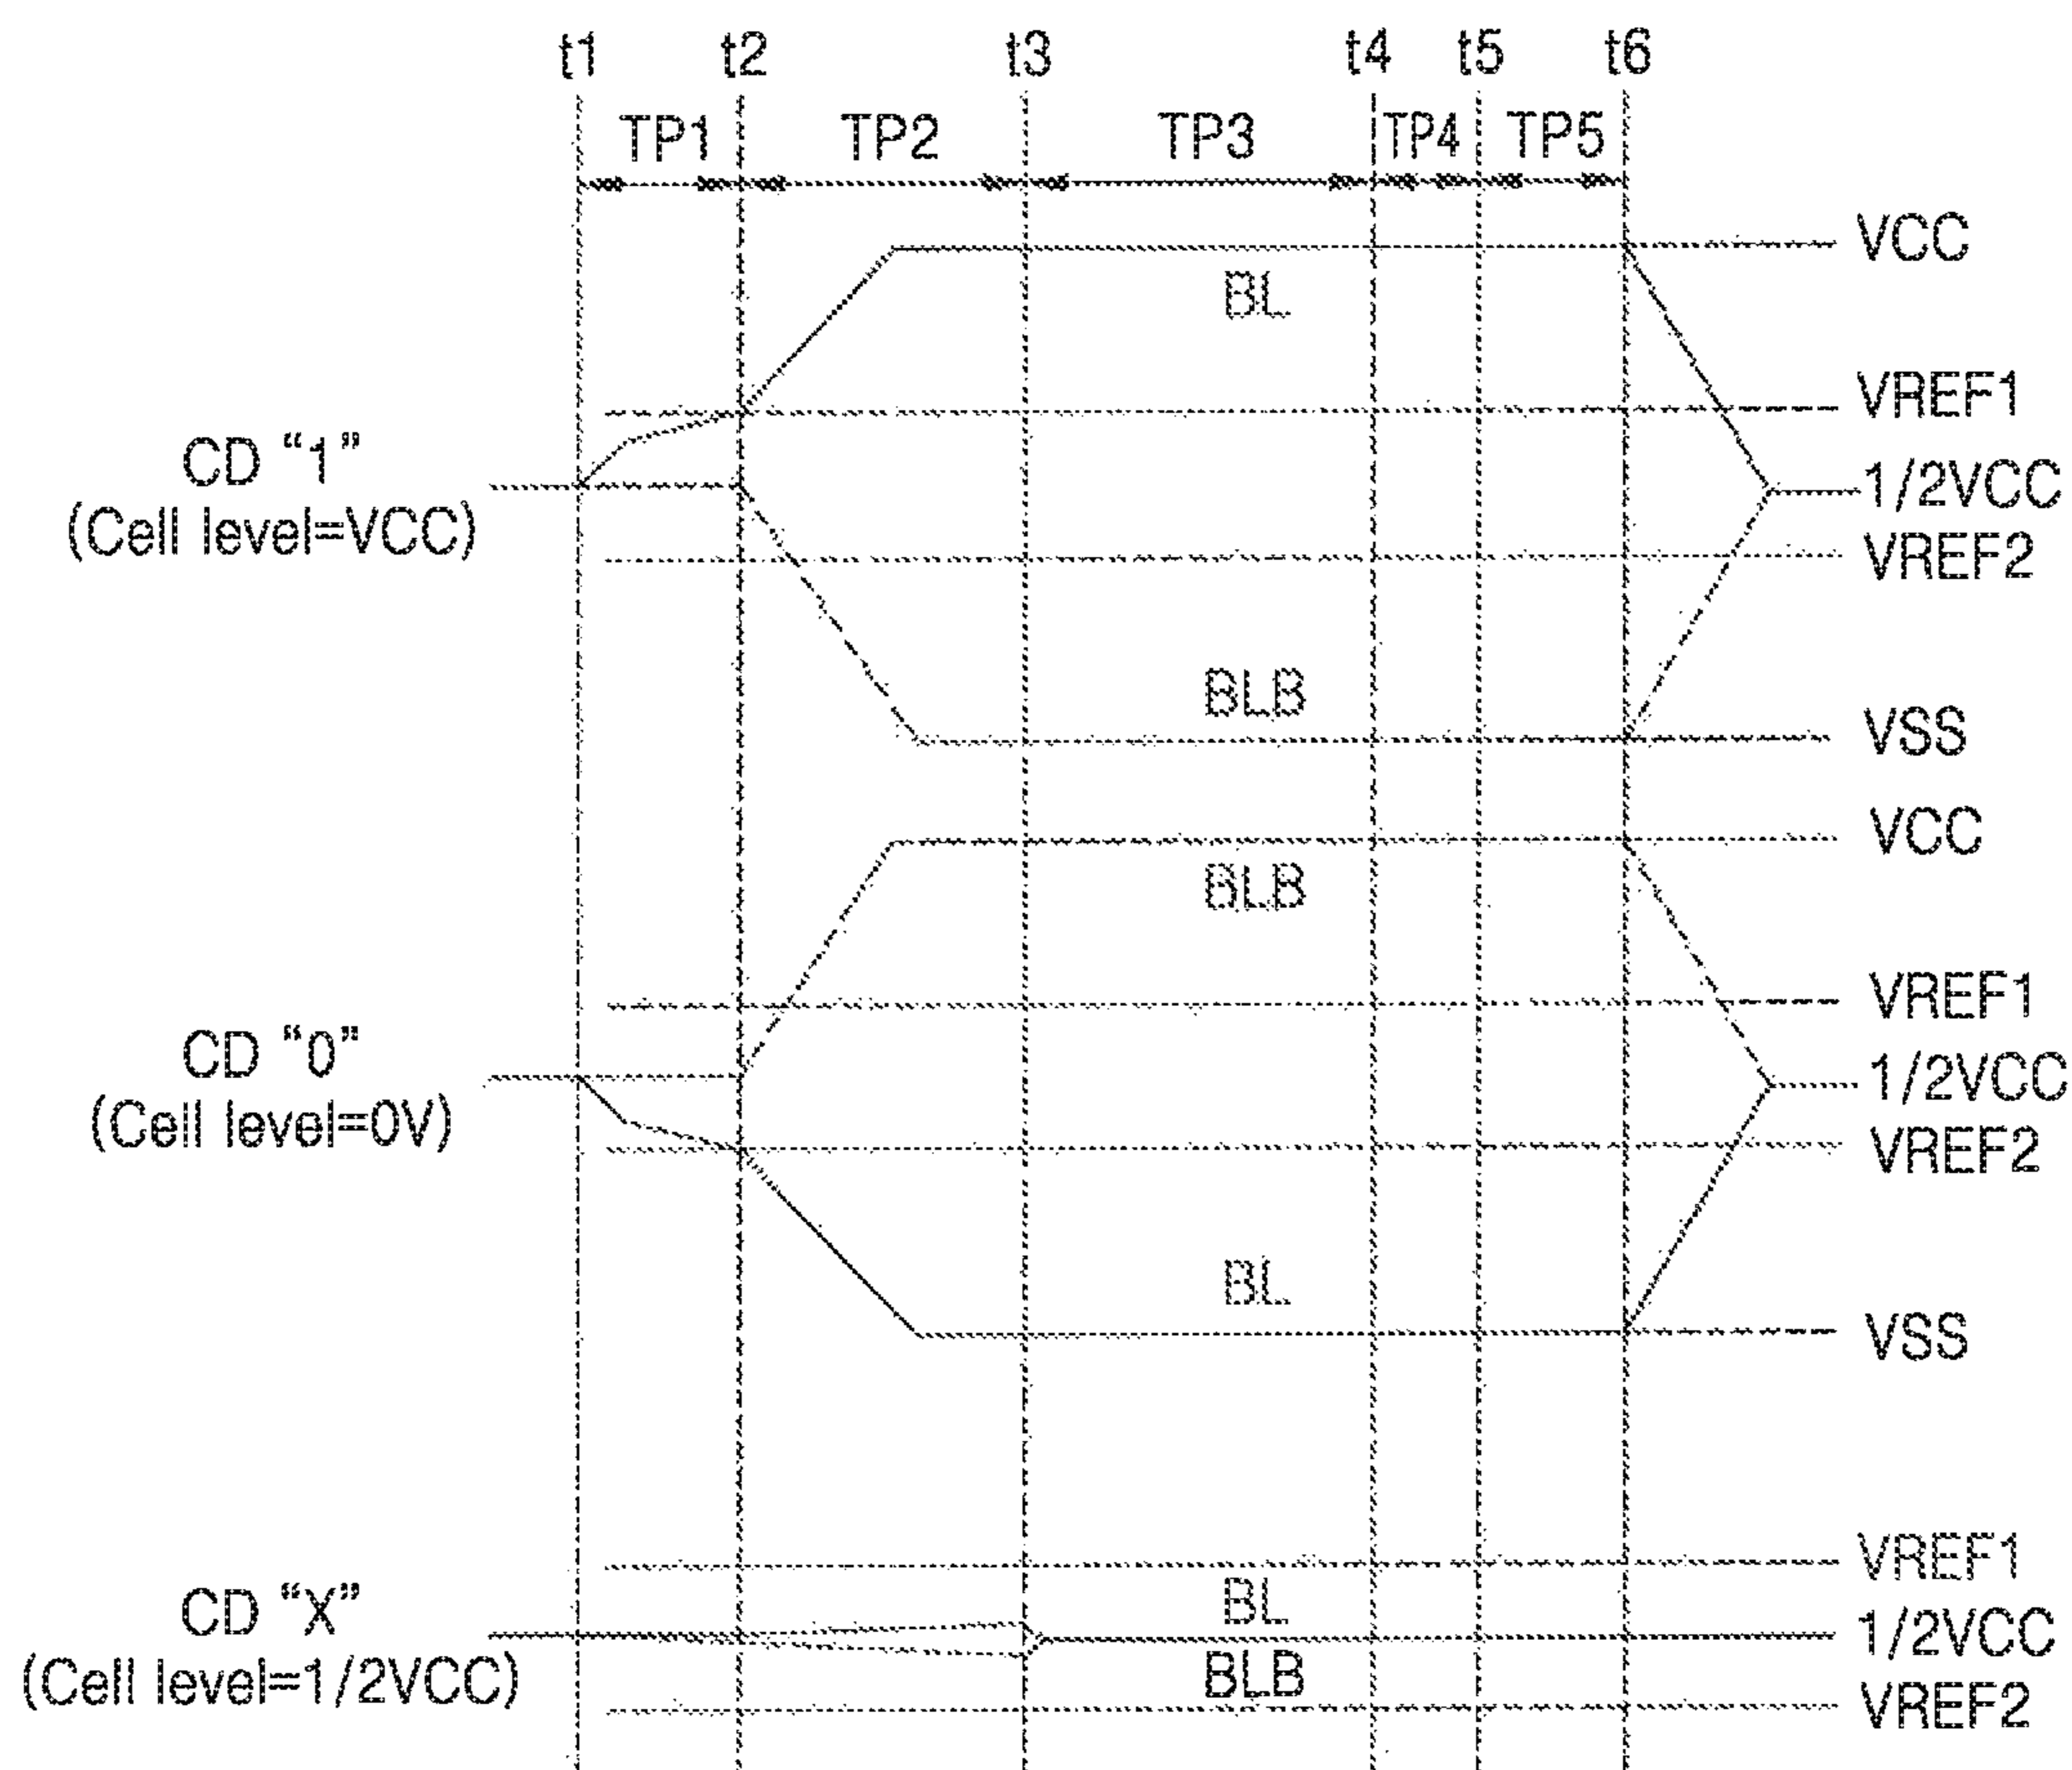 t1 t2 t3 t4 t5 t6
TP1 TP2 TP3 TP4 TP5
VCC
BL
VREF1
CD “1”
(Cell level=VCC)
1/2VCC
VREF2
BLB
VSS
VCC
BLB
VREF1
CD “0”
(Cell level=0V)
1/2VCC
VREF2
BL
VSS
VREF1
BL
CD “X”
(Cell level=1/2VCC)
1/2VCC
BLB
VREF2